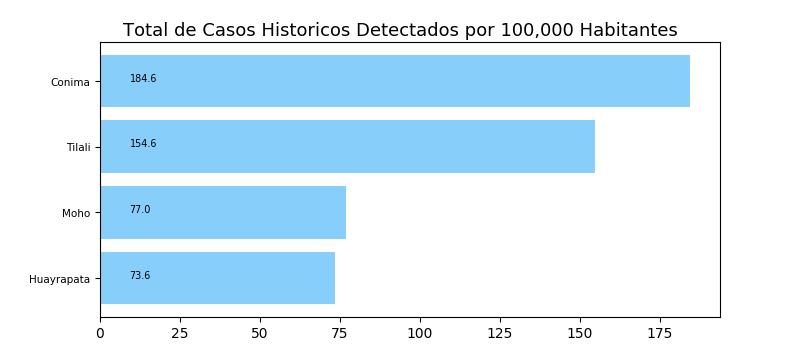 Total de Casos Historicos Detectados por 100,000 Habitantes
Conima 184.6
Tilali 154.6
Moho 77.0
Huayrapata 73.6
0 25 50 75 100 125 150 175